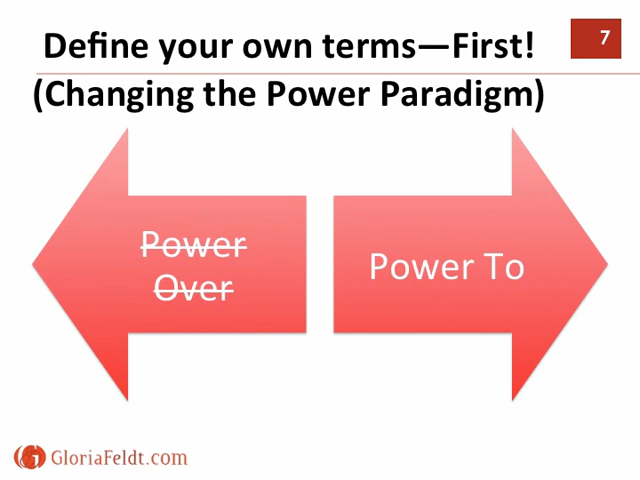 Define your own terms—First!
7
(Changing the Power Paradigm)
Power
Over
Power To
GloriaFeldt.com